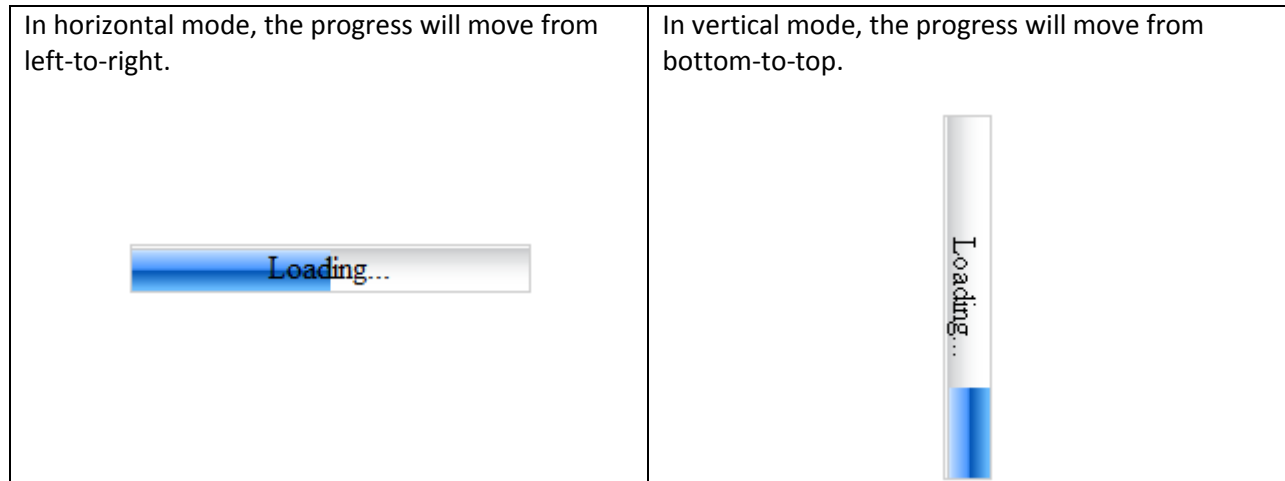 In horizontal mode, the progress will move from
left-to-right.
Loading...
In vertical mode, the progress will move from
bottom-to-top.
Loading...